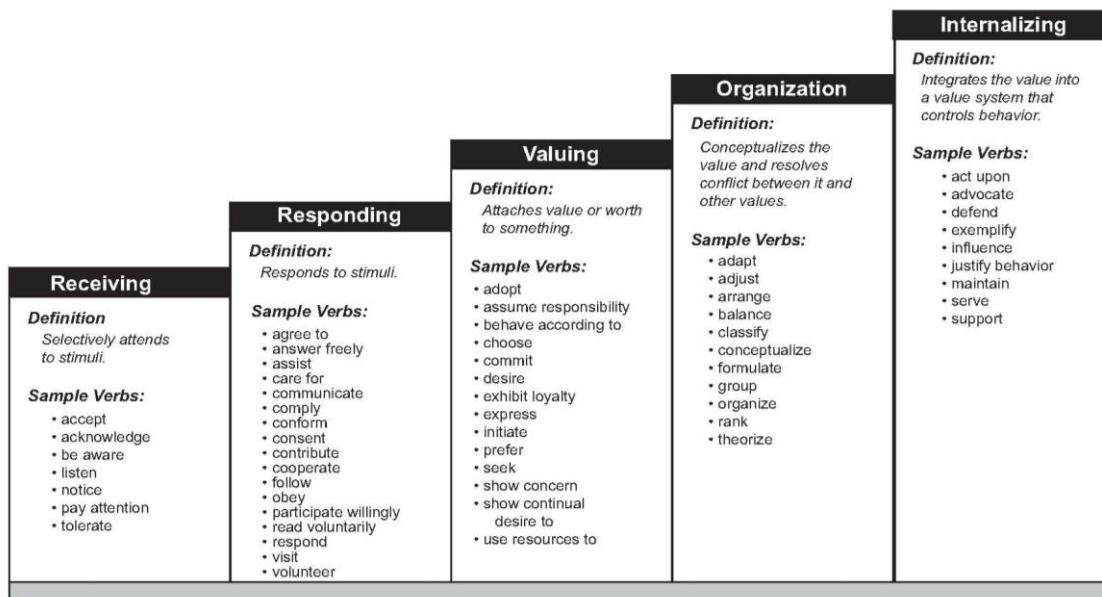 Receiving
Definition
Selectively attends
to stimuli.
Sample Verbs:
• accept
• acknowledge
• be aware
• listen
• notice
• pay attention
• tolerate
Responding
Definition:
Responds to stimuli.
Sample Verbs:
• agree to
• answer freely
• assist
• care for
• communicate
• comply
• conform
• consent
• contribute
• cooperate
• follow
• obey
• participate willingly
• read voluntarily
• respond
• visit
• volunteer
Valuing
Definition:
Attaches value or worth
to something.
Sample Verbs:
• adopt
• assume responsibility
• behave according to
• choose
• commit
• desire
• exhibit loyalty
• express
• initiate
• prefer
• seek
• show concern
• show continual
desire to
• use resources to
Organization
Definition:
Conceptualizes the
value and resolves
conflict between it and
other values.
Sample Verbs:
• adapt
• adjust
• arrange
• balance
• classify
• conceptualize
• formulate
• group
• organize
• rank
• theorize
Internalizing
Definition:
Integrates the value into
a value system that
controls behavior.
Sample Verbs:
• act upon
• advocate
• defend
• exemplify
• influence
• justify behavior
• maintain
• serve
• support